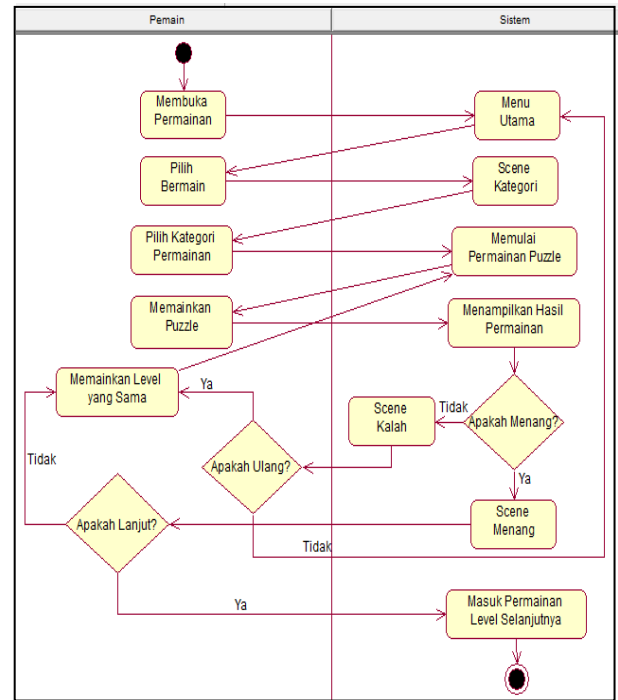 Pemain
Sistem
Membuka
Permainan
Menu
Utama
Pilih
Bermain
Scene
Kategori
Pilih Kategori
Permainan
Memulai
Permainan Puzzle
Memainkan
Puzzle
Menampilkan Hasil
Permainan
Memainkan Level
yang Sama
Ya
Scene
Kalah
Tidak
Apakah Menang?
Apakah Ulang?
Tidak
Ya
Apakah Lanjut?
Scene
Menang
Tidak
Ya
Masuk Permainan
Level Selanjutnya